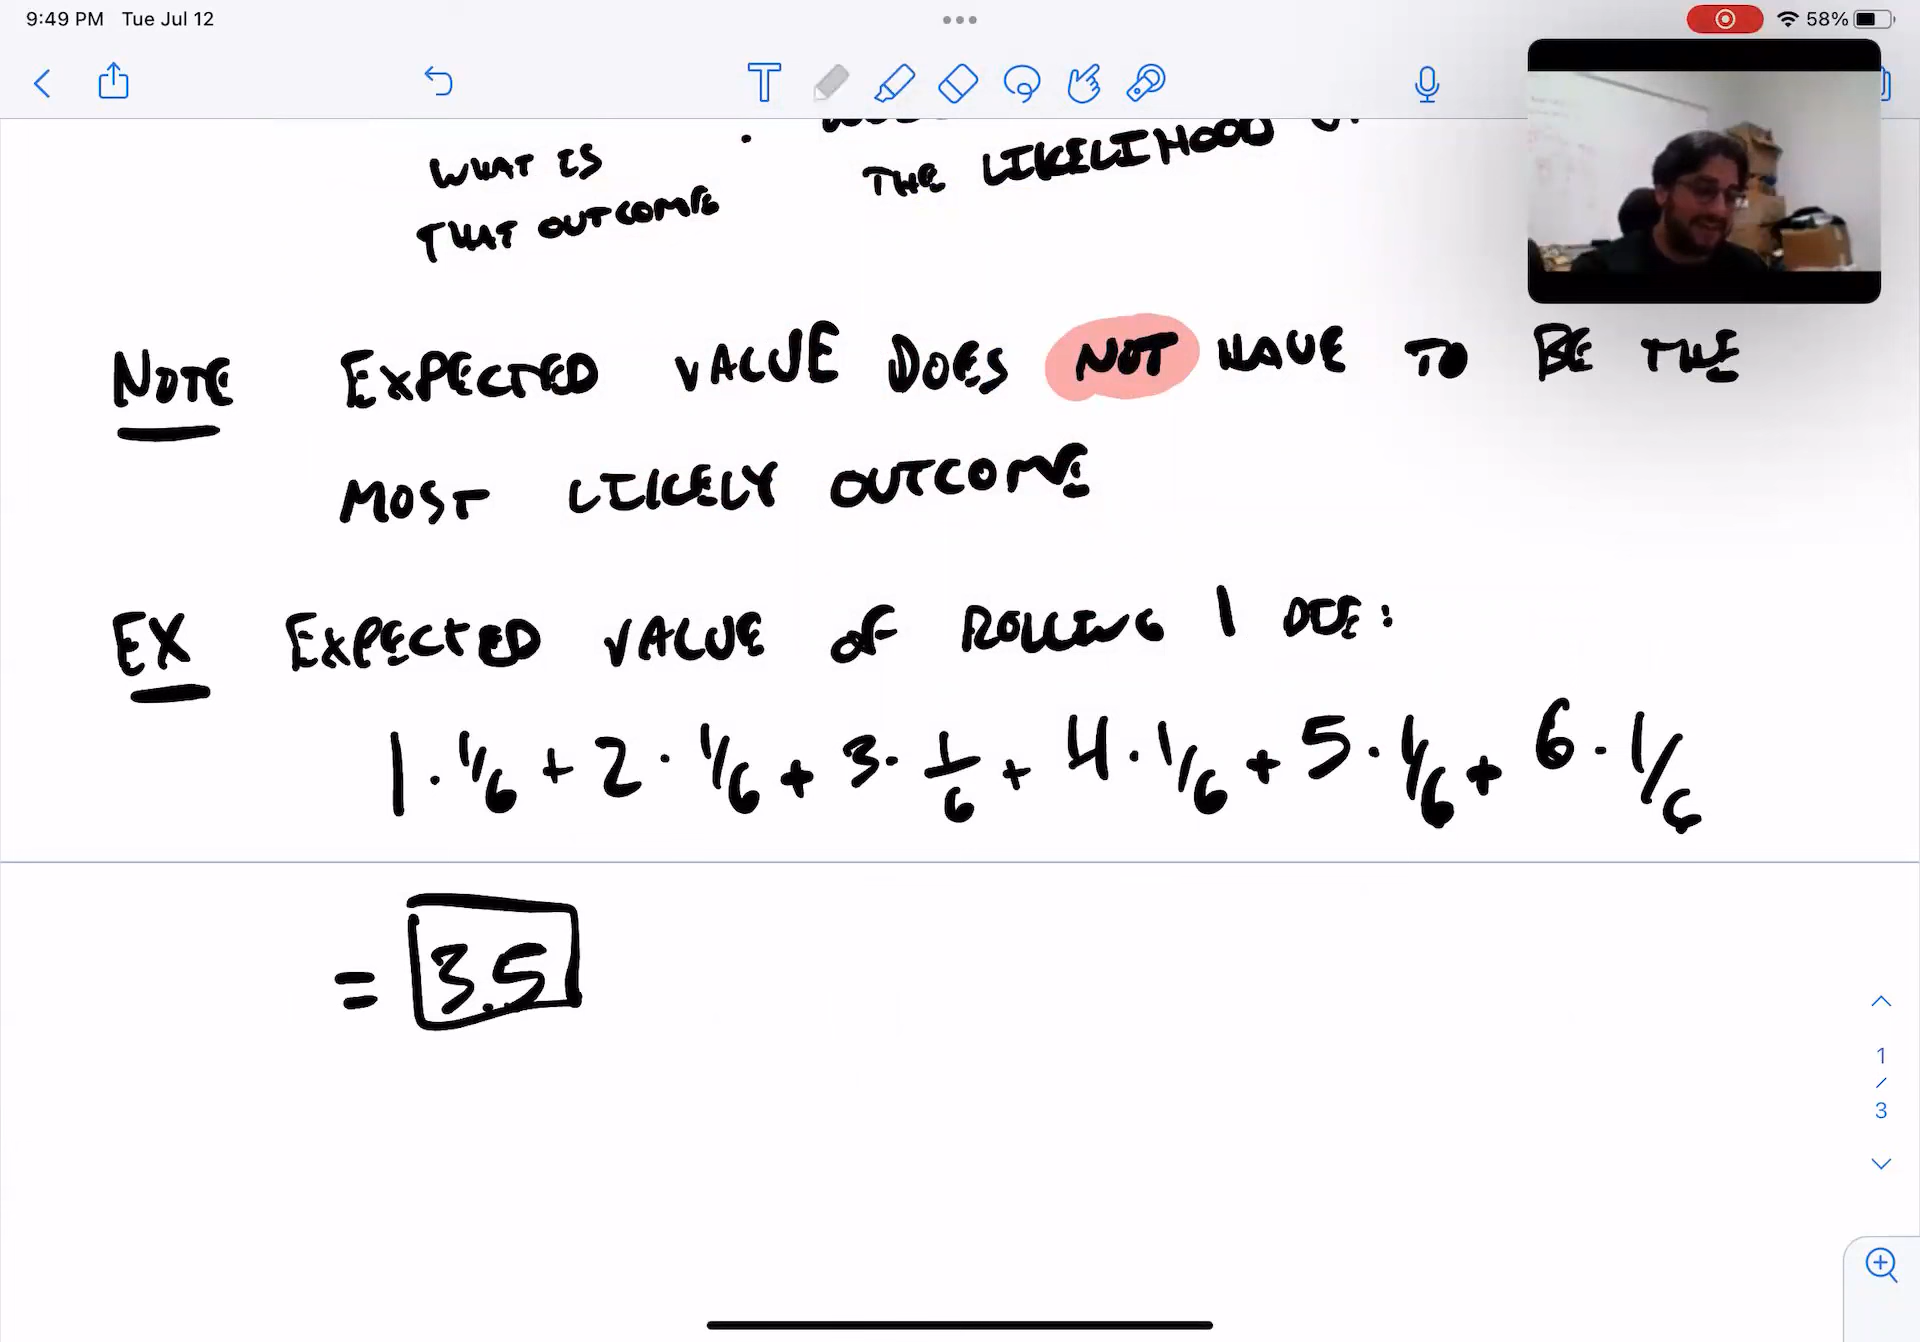 9:49 PM Tue Jul 12
58%
WHAT IS
THAT OUTCOME
THE LIKELIHOOD
NOTE EXPECTED VALUE DOES NOT HAVE TO BE THE
MOST LIKELY OUTCOME
EX EXPECTED VALUE OF ROLLING 1 DIE:
1 · 1/6 + 2 · 1/6 + 3 · 1/6 + 4 · 1/6 + 5 · 1/6 + 6 · 1/6
= 3.5
1
/
3